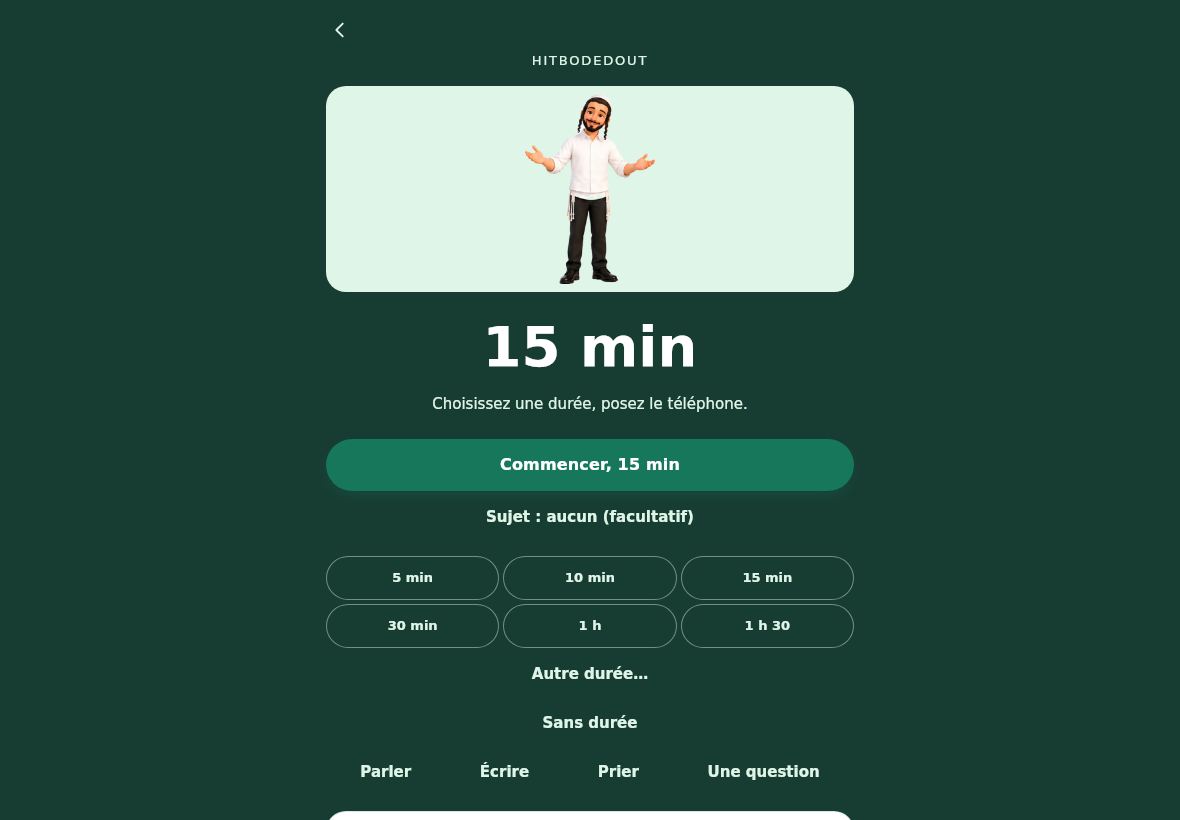 HITBODEDOUT
15 min
Choisissez une durée, posez le téléphone.
Commencer, 15 min
Sujet : aucun (facultatif)
5 min 10 min 15 min
30 min 1 h 1 h 30
Autre durée…
Sans durée
Parler Écrire Prier Une question